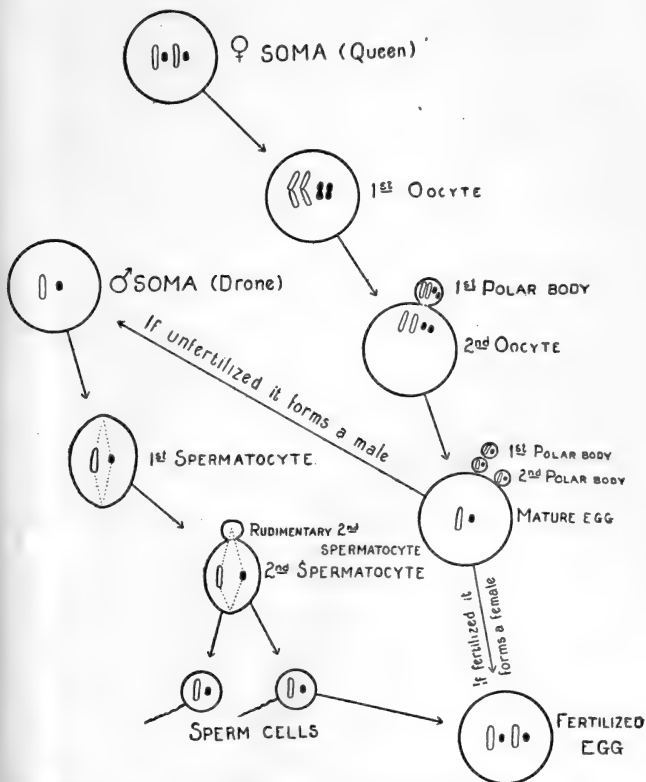 ♀ SOMA (Queen)
1st OOCYTE
♂ SOMA (Drone)
1st POLAR BODY
2nd OOCYTE
If unfertilized it forms a male
1st SPERMATOCYTE.
1st POLAR BODY
2nd POLAR BODY
MATURE EGG
RUDIMENTARY 2nd
SPERMATOCYTE
2nd SPERMATOCYTE
If fertilized it
forms a female
SPERM CELLS
FERTILIZED
EGG